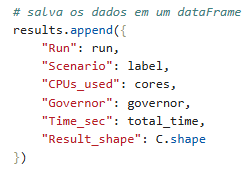 # salva os dados em um dataFrame
results.append({
    "Run": run,
    "Scenario": label,
    "CPUs_used": cores,
    "Governor": governor,
    "Time_sec": total_time,
    "Result_shape": C.shape
})